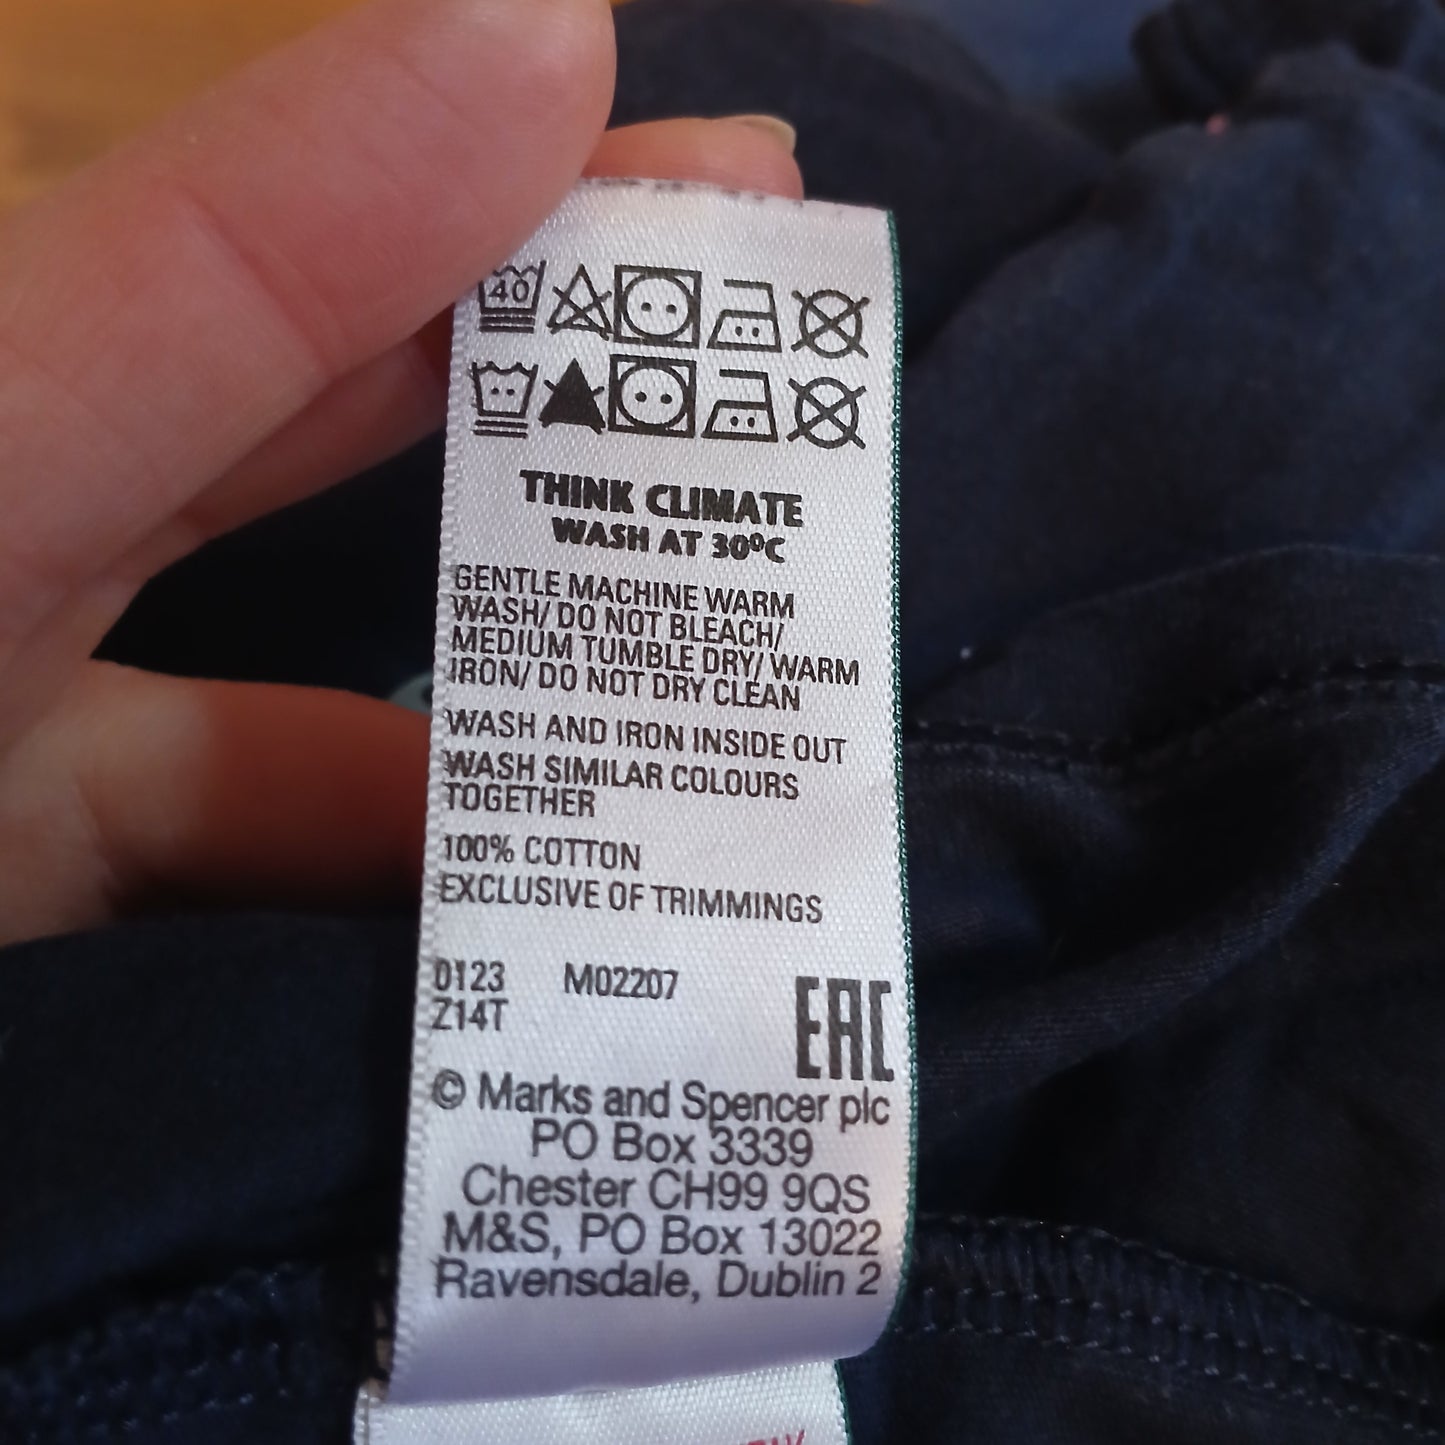 40
THINK CLIMATE
WASH AT 30ºC
GENTLE MACHINE WARM
WASH/ DO NOT BLEACH/
MEDIUM TUMBLE DRY/ WARM
IRON/ DO NOT DRY CLEAN
WASH AND IRON INSIDE OUT
WASH SIMILAR COLOURS
TOGETHER
100% COTTON
EXCLUSIVE OF TRIMMINGS
0123 M02207
Z14T
EAC
© Marks and Spencer plc
PO Box 3339
Chester CH99 9QS
M&S, PO Box 13022
Ravensdale, Dublin 2